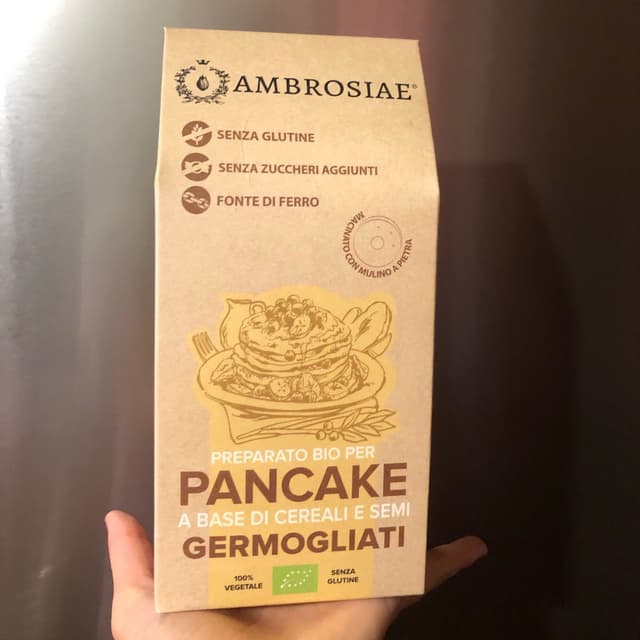 AMBROSIAE®
SENZA GLUTINE
SENZA ZUCCHERI AGGIUNTI
FONTE DI FERRO
MACINATO CON MULINO A PIETRA
PREPARATO BIO PER
PANCAKE
A BASE DI CEREALI E SEMI
GERMOGLIATI
100%
VEGETALE
SENZA
GLUTINE